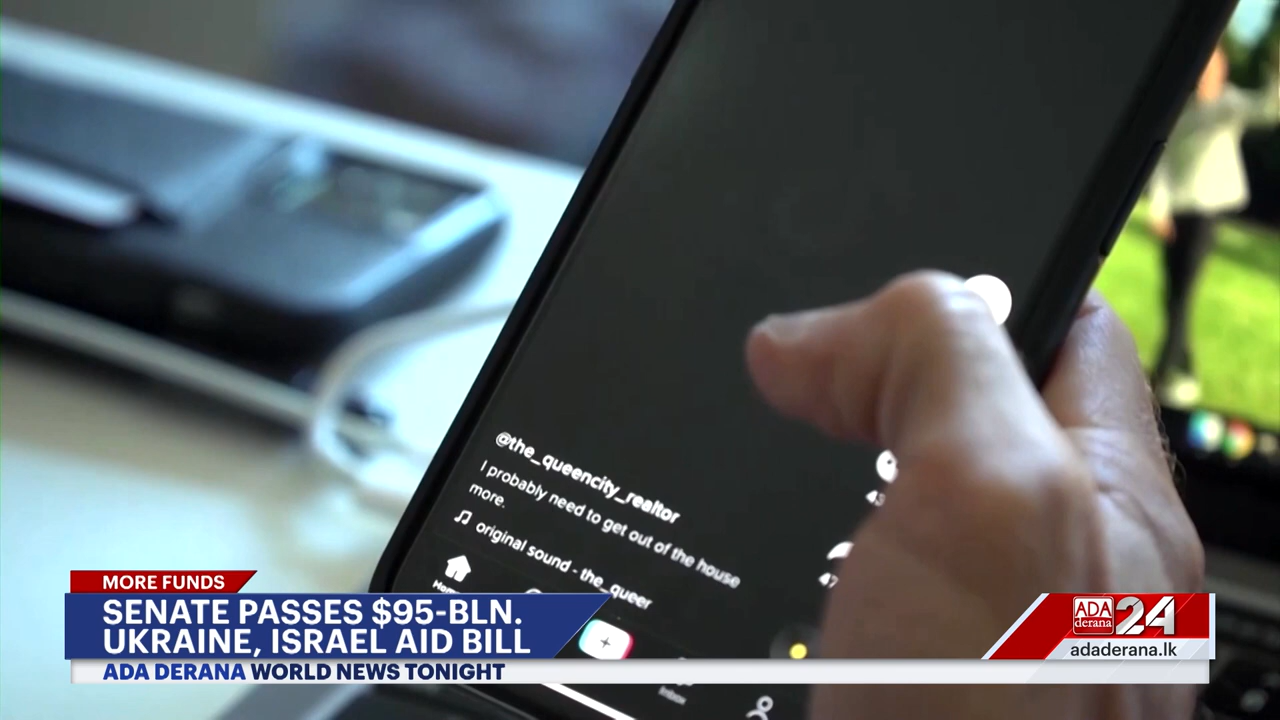 @the_queencity_realtor
I probably need to get out of the house
more.
original sound - the_queer
Inbox
MORE FUNDS
SENATE PASSES $95-BLN.
UKRAINE, ISRAEL AID BILL
ADA DERANA WORLD NEWS TONIGHT
ADA
derana
24
adaderana.lk